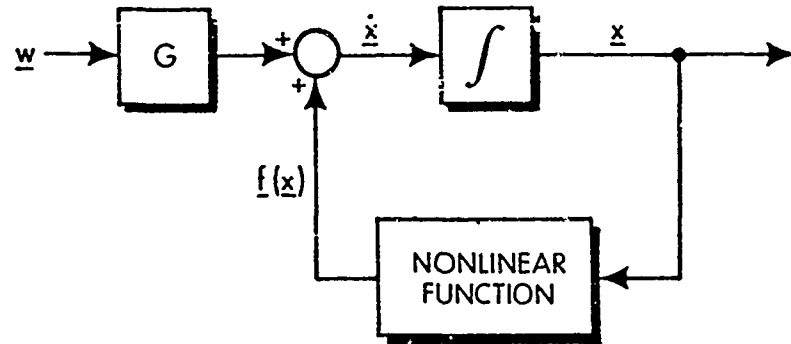 w
G
+
+
ẋ
∫
x
f(x)
NONLINEAR
FUNCTION